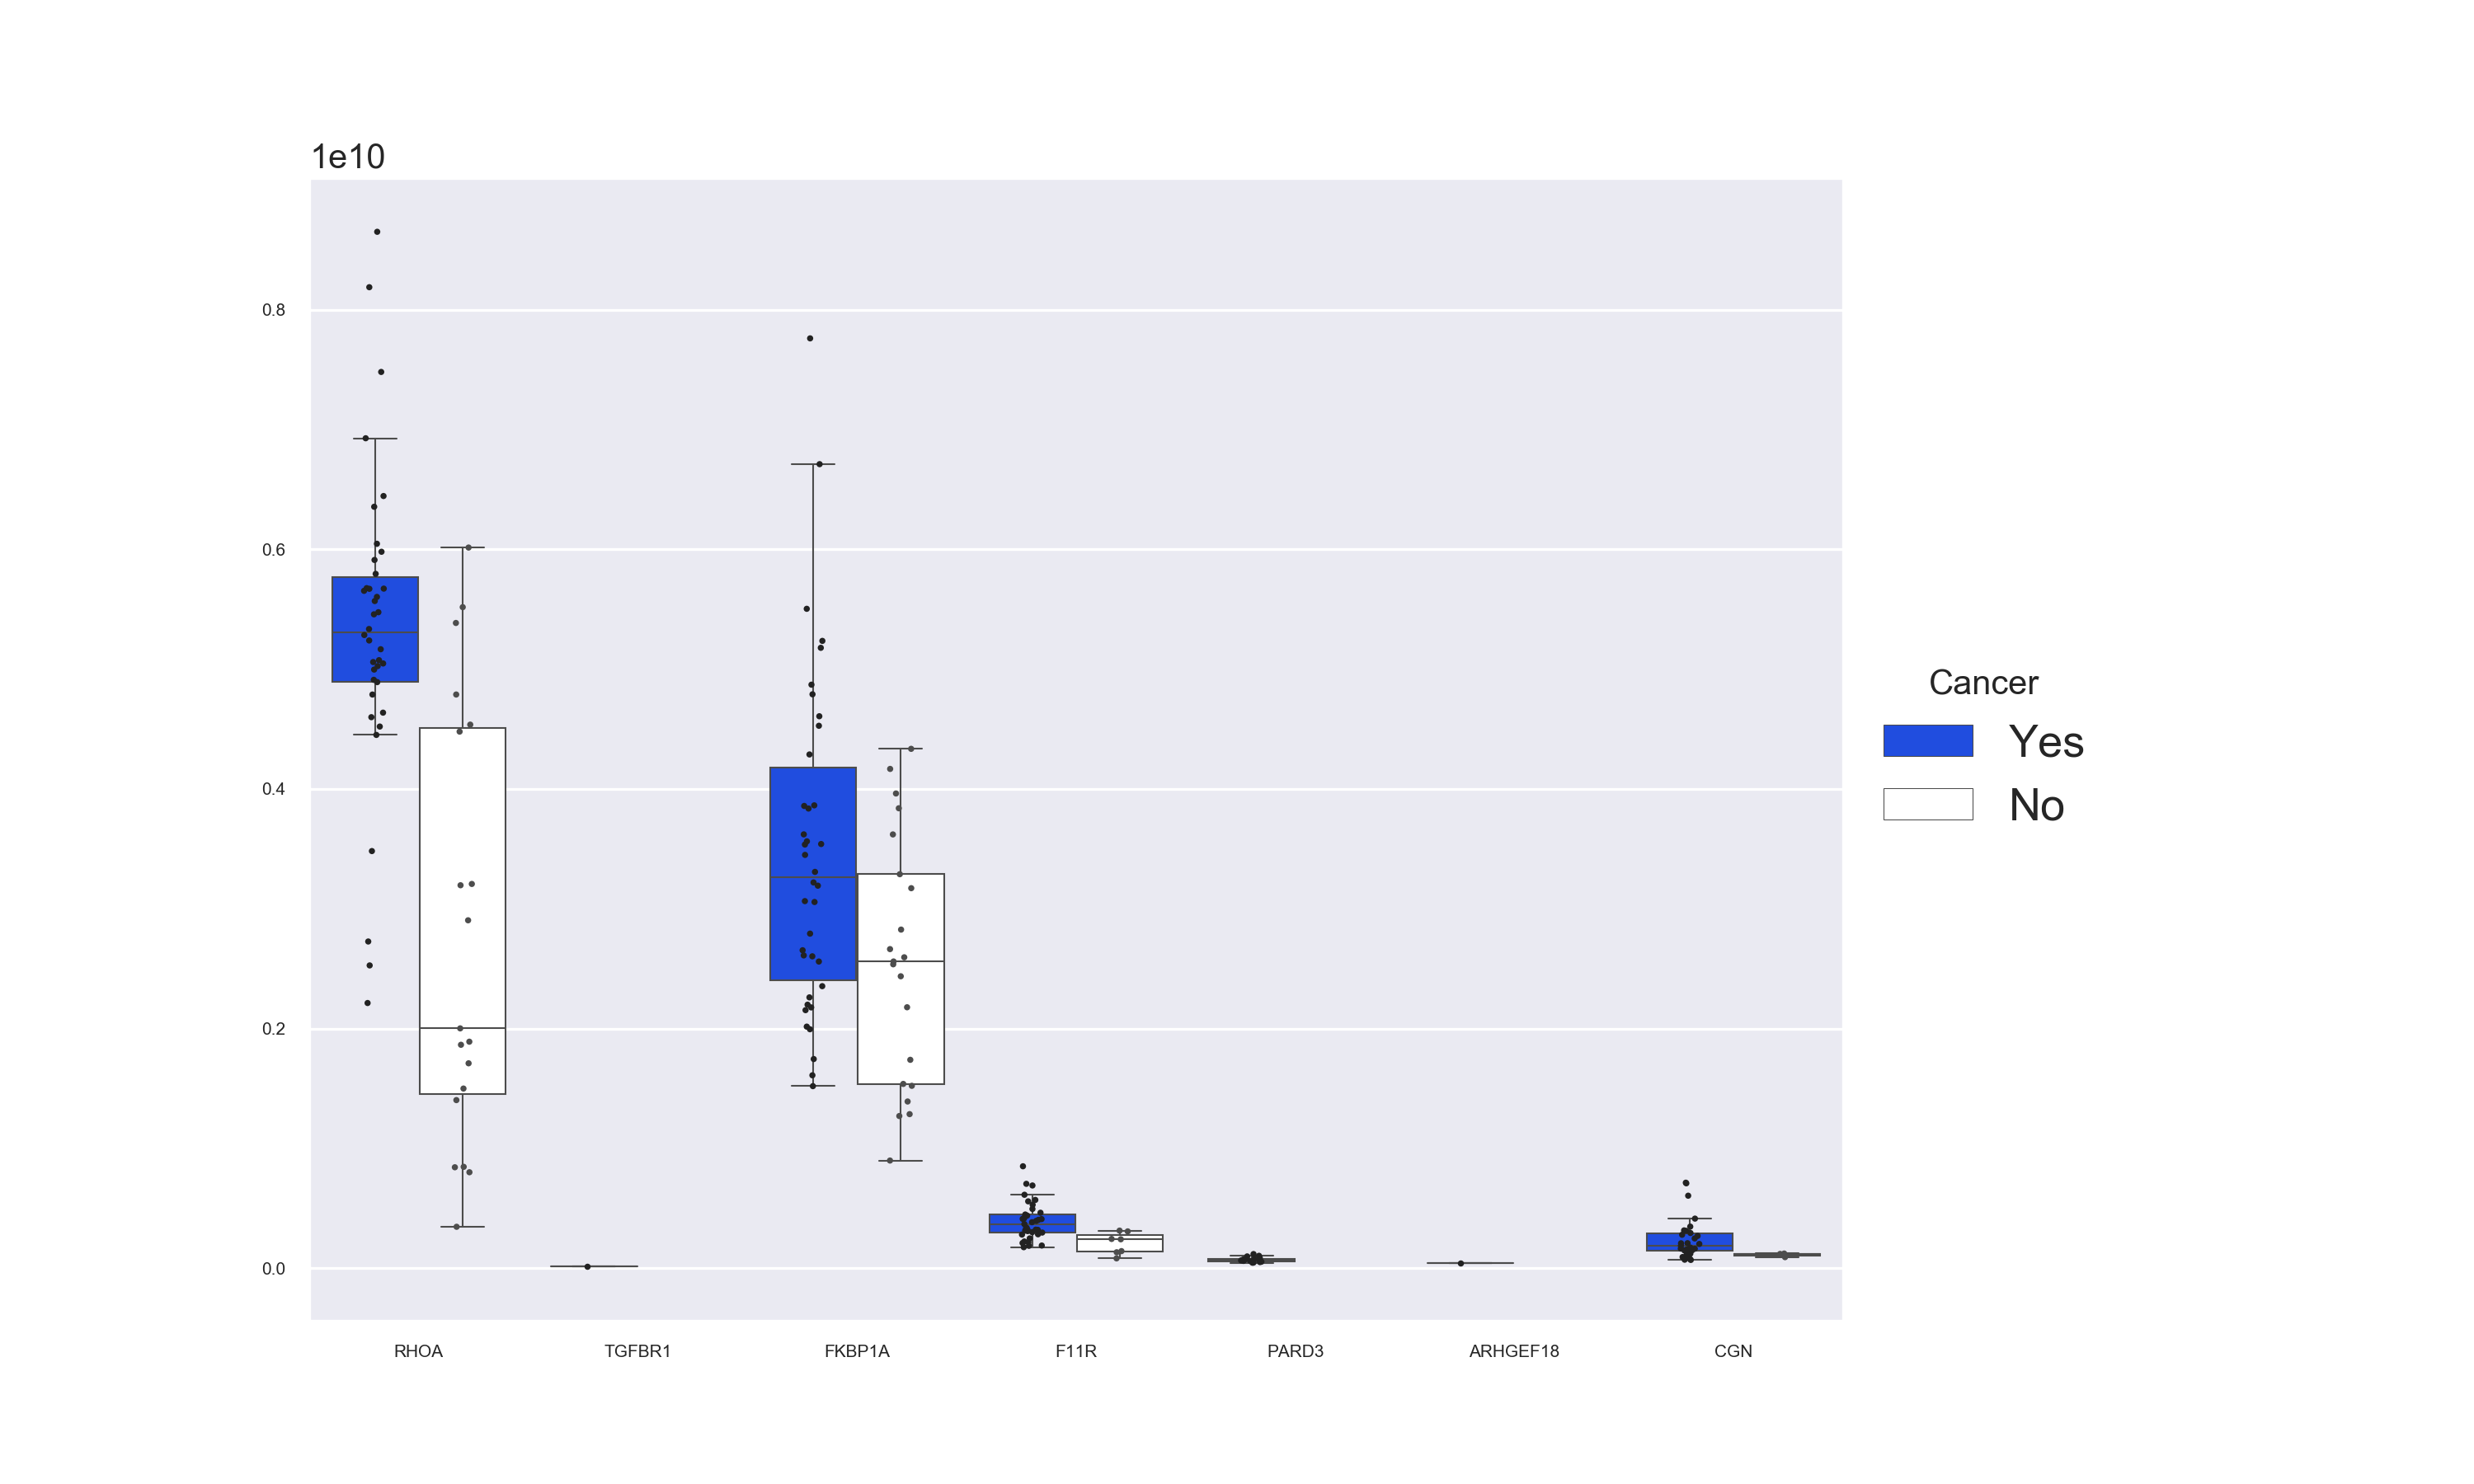 1e10
0.8
0.6
0.4
0.2
0.0
RHOA TGFBR1 FKBP1A F11R PARD3 ARHGEF18 CGN
Cancer
Yes
No